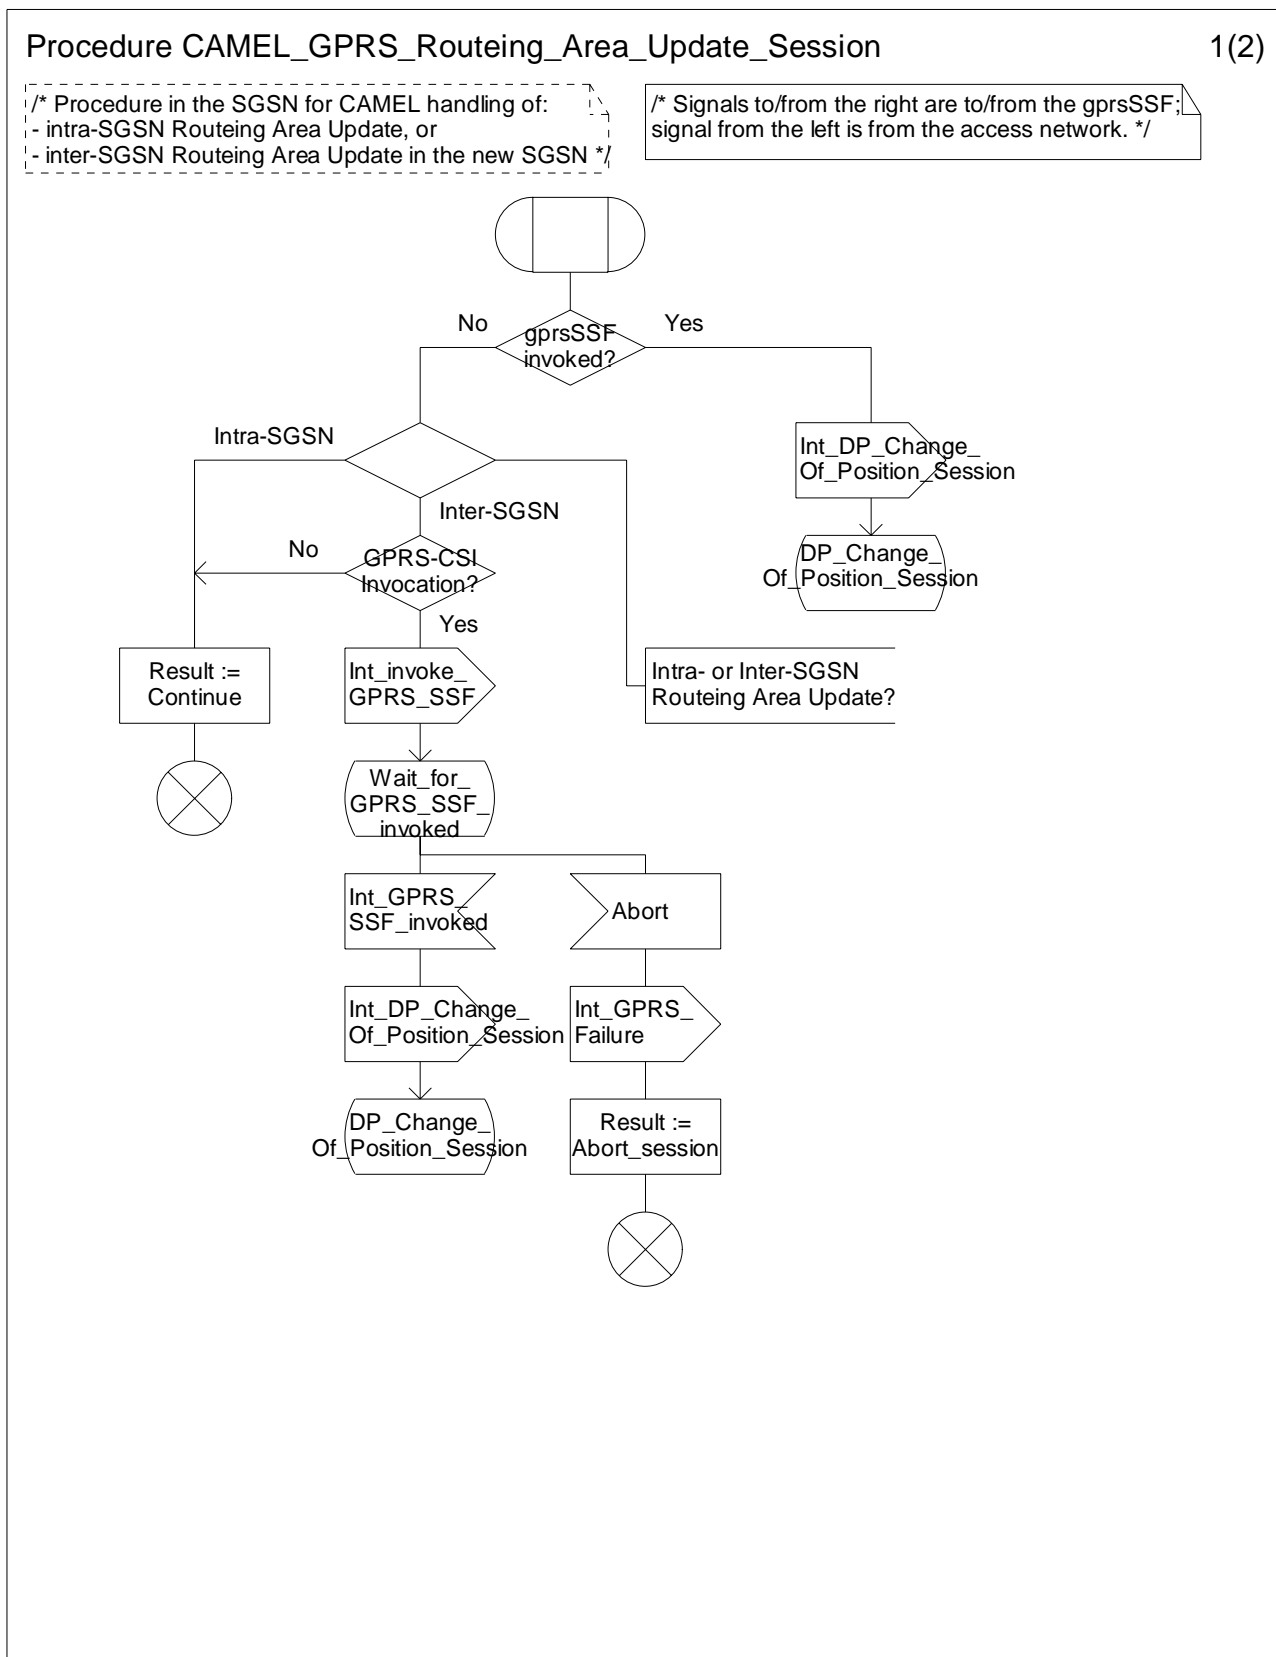 Procedure CAMEL_GPRS_Routeing_Area_Update_Session
1(2)
/* Procedure in the SGSN for CAMEL handling of:
- intra-SGSN Routeing Area Update, or
- inter-SGSN Routeing Area Update in the new SGSN */
/* Signals to/from the right are to/from the gprsSSF;
signal from the left is from the access network. */
No
gprsSSF
invoked?
Yes
Intra-SGSN
Int_DP_Change_
Of_Position_Session
Inter-SGSN
No
GPRS-CSI
Invocation?
DP_Change_
Of_Position_Session
Yes
Result :=
Continue
Int_invoke_
GPRS_SSF
Intra- or Inter-SGSN
Routeing Area Update?
Wait_for_
GPRS_SSF_
invoked
Int_GPRS_
SSF_invoked
Abort
Int_DP_Change_
Of_Position_Session
Int_GPRS_
Failure
DP_Change_
Of_Position_Session
Result :=
Abort_session